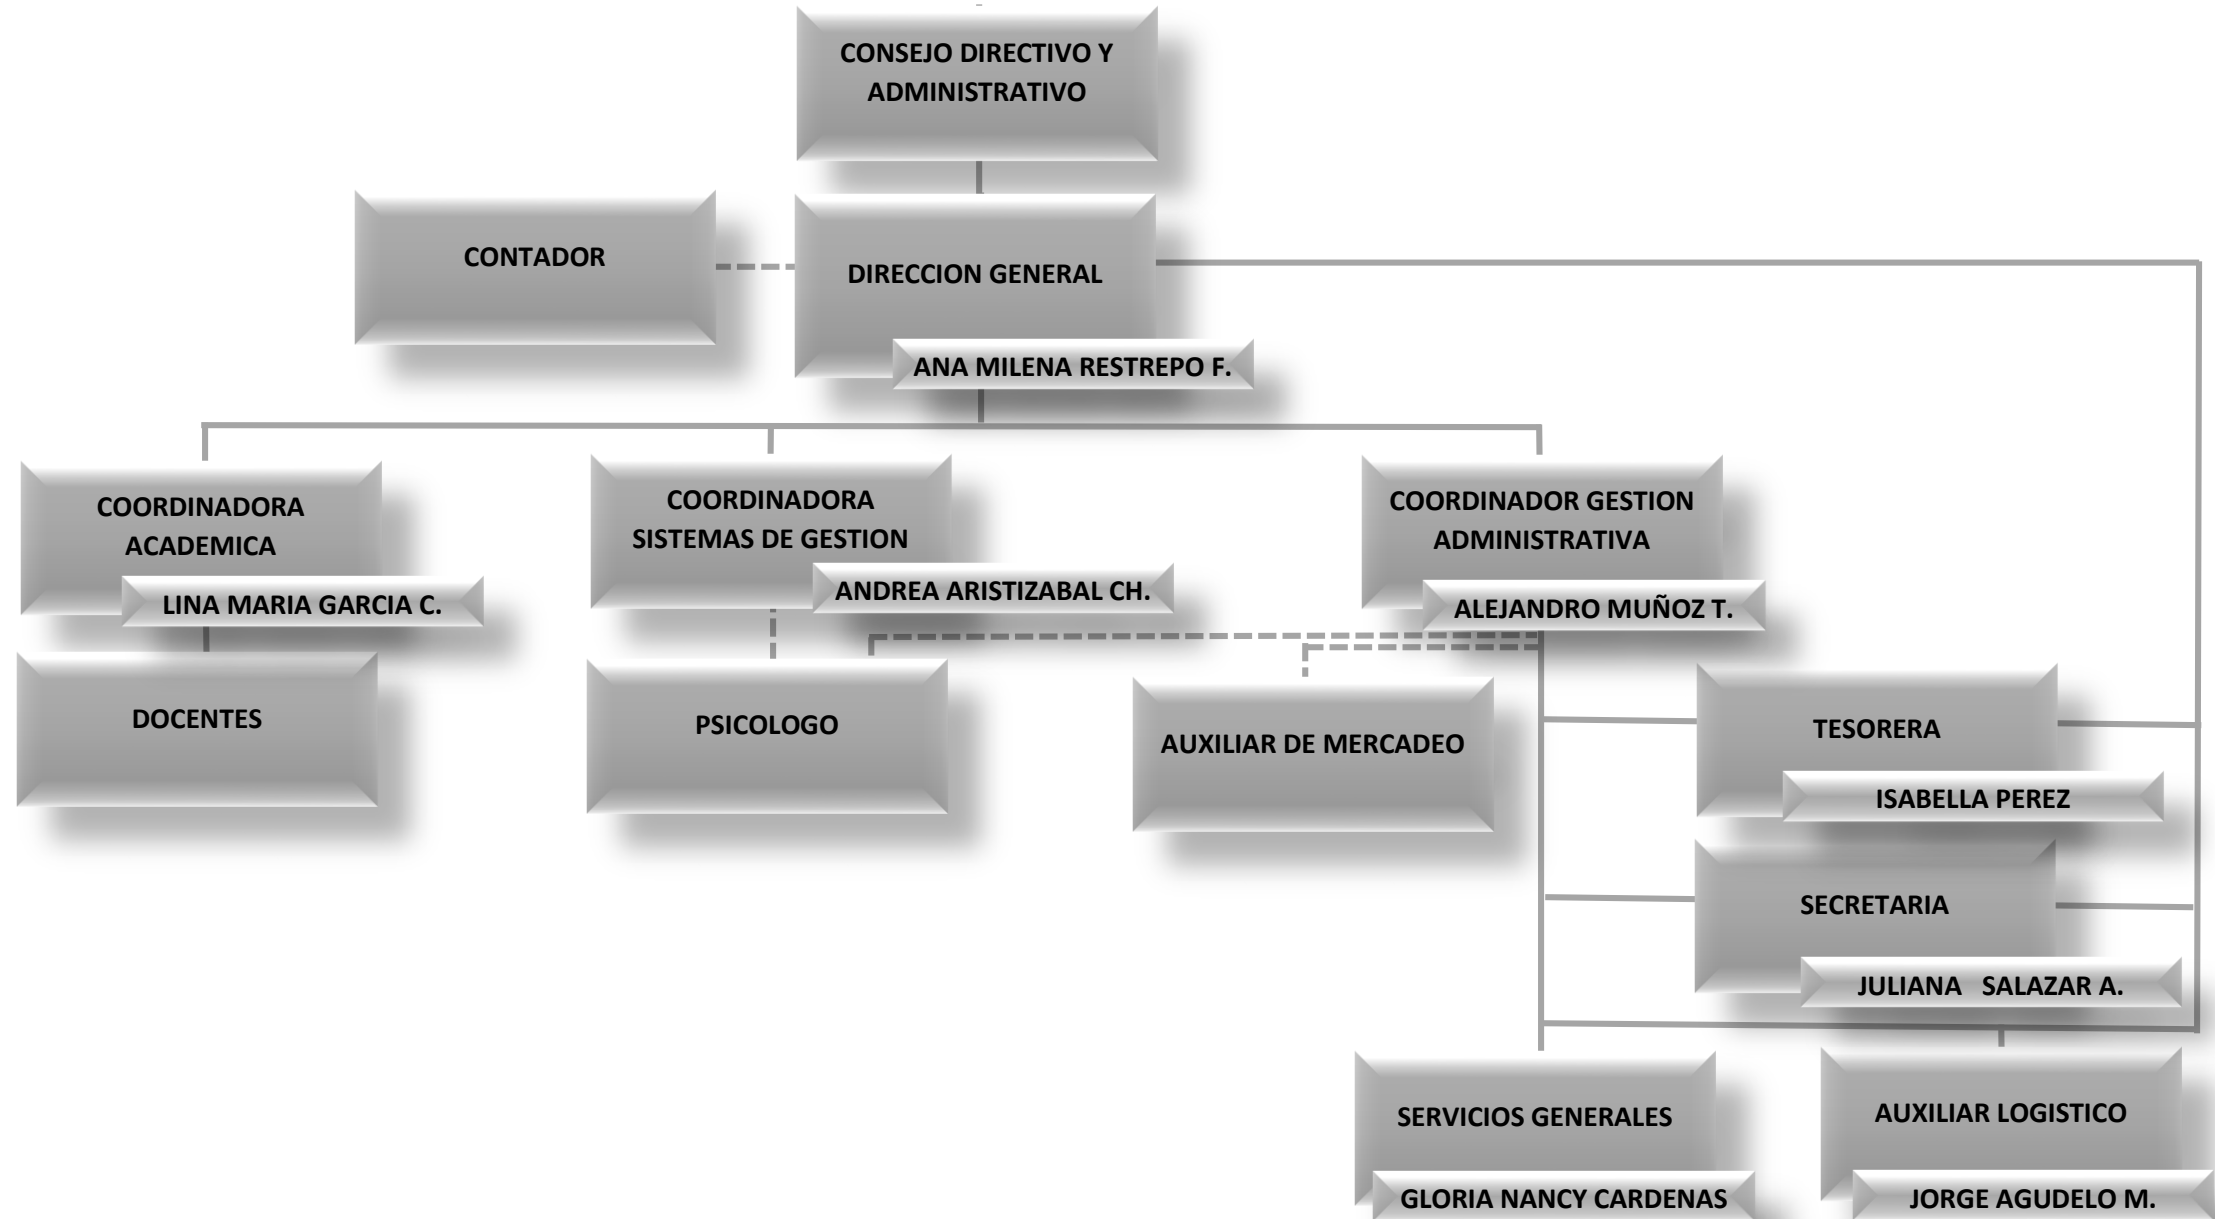 CONSEJO DIRECTIVO Y
ADMINISTRATIVO
CONTADOR
DIRECCION GENERAL
ANA MILENA RESTREPO F.
COORDINADORA
ACADEMICA
LINA MARIA GARCIA C.
COORDINADORA
SISTEMAS DE GESTION
ANDREA ARISTIZABAL CH.
COORDINADOR GESTION
ADMINISTRATIVA
ALEJANDRO MUÑOZ T.
DOCENTES
PSICOLOGO
AUXILIAR DE MERCADEO
TESORERA
ISABELLA PEREZ
SECRETARIA
JULIANA   SALAZAR A.
SERVICIOS GENERALES
GLORIA NANCY CARDENAS
AUXILIAR LOGISTICO
JORGE AGUDELO M.